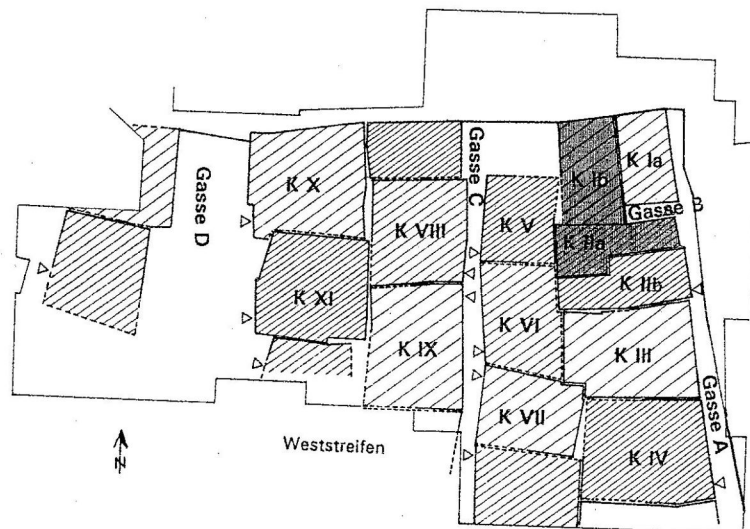 Gasse D
K X
K XI
K VIII
K IX
Gasse C
K V
K VI
K VII
K Ib
K Ia
Gasse B
K IIa
K IIb
K III
K IV
Gasse A
Weststreifen
N